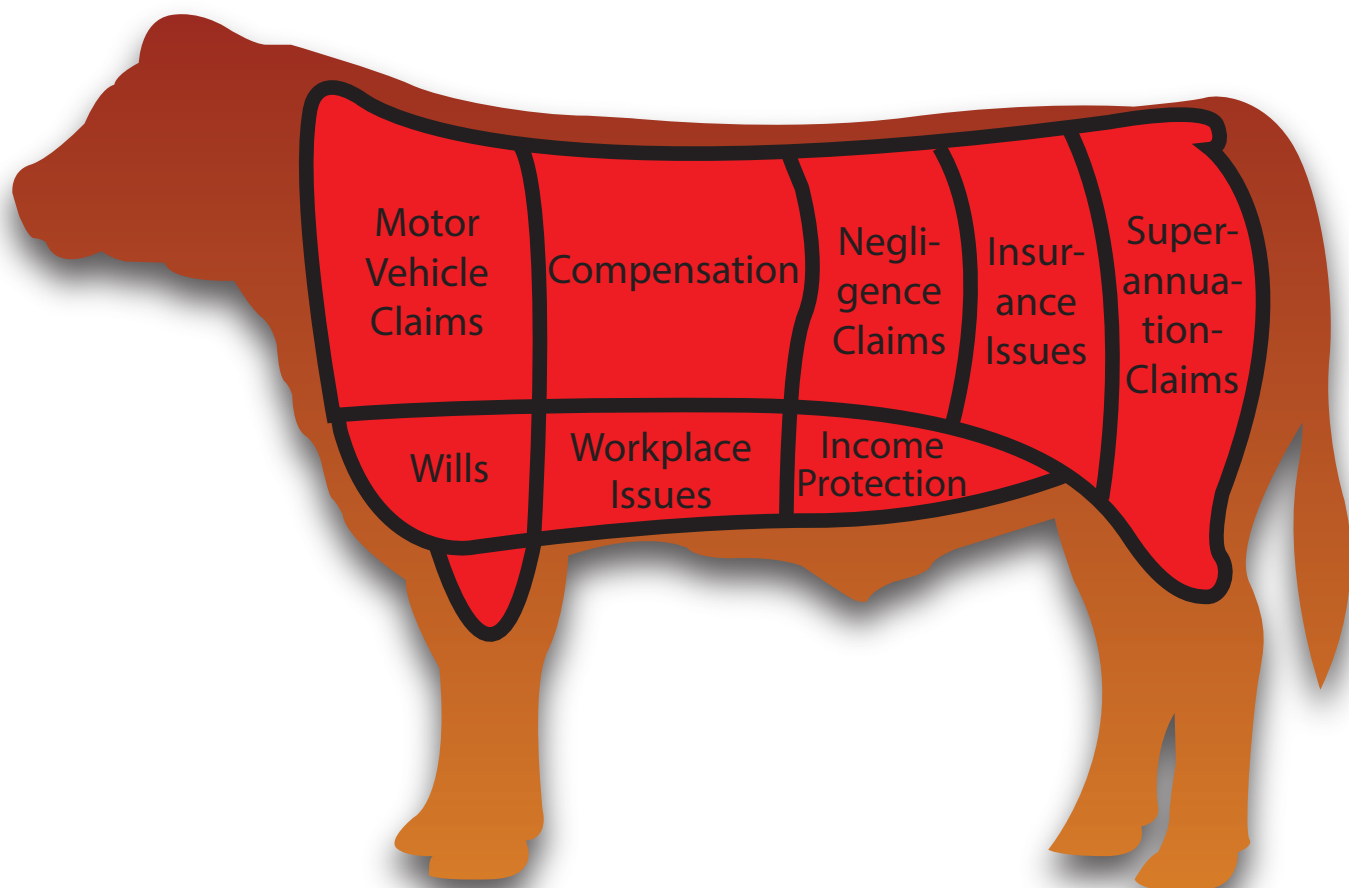 Motor
Vehicle
Claims
Compensation
Negli-
gence
Claims
Insur-
ance
Issues
Super-
annua-
tion-
Claims
Wills
Workplace
Issues
Income
Protection